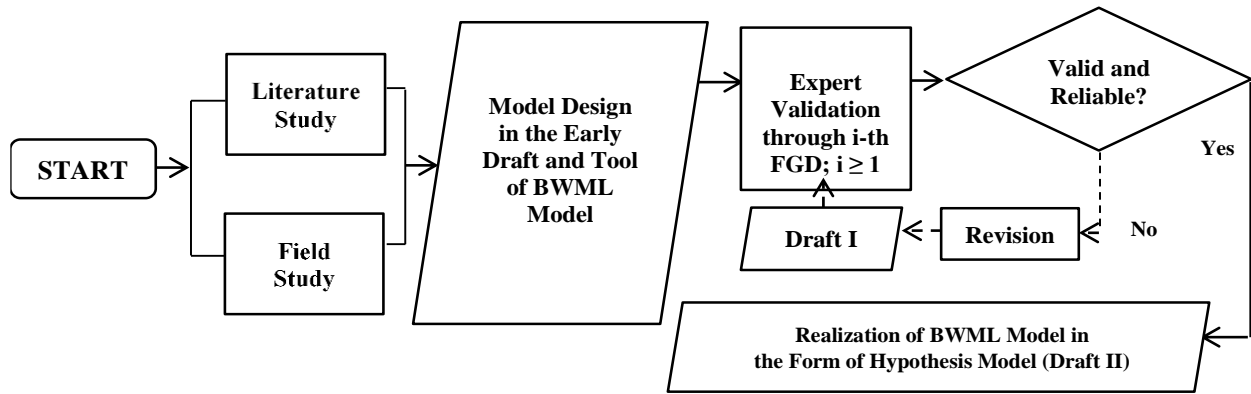 START
Literature
Study
Field
Study
Model Design
in the Early
Draft and Tool
of BWML
Model
Expert
Validation
through i-th
FGD; i ≥ 1
Valid and
Reliable?
Yes
No
Revision
Draft I
Realization of BWML Model in
the Form of Hypothesis Model (Draft II)